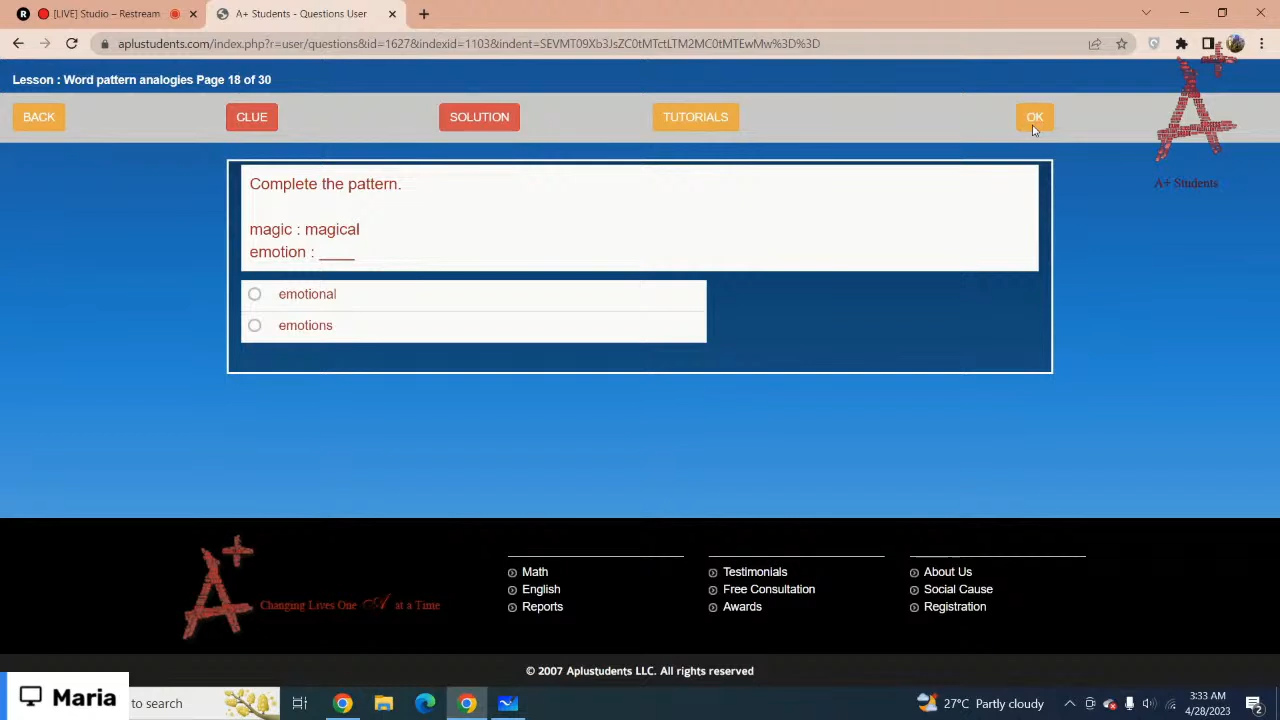 [LIVE] Studio – Restream
A+ Students - Questions User
aplustudents.com/index.php?r=user/questions&id=1627&indexid=1103&indent=SEVMT09Xb3JsZC0tMTctLTM2MC0tMTEwMw%3D%3D
Lesson : Word pattern analogies Page 18 of 30
BACK
CLUE
SOLUTION
TUTORIALS
OK
A+ Students
Complete the pattern.
magic : magical
emotion : ____
emotional
emotions
Changing Lives One A at a Time
Math
English
Reports
Testimonials
Free Consultation
Awards
About Us
Social Cause
Registration
© 2007 Aplustudents LLC. All rights reserved
Maria
to search
27°C Partly cloudy
3:33 AM
4/28/2023
2